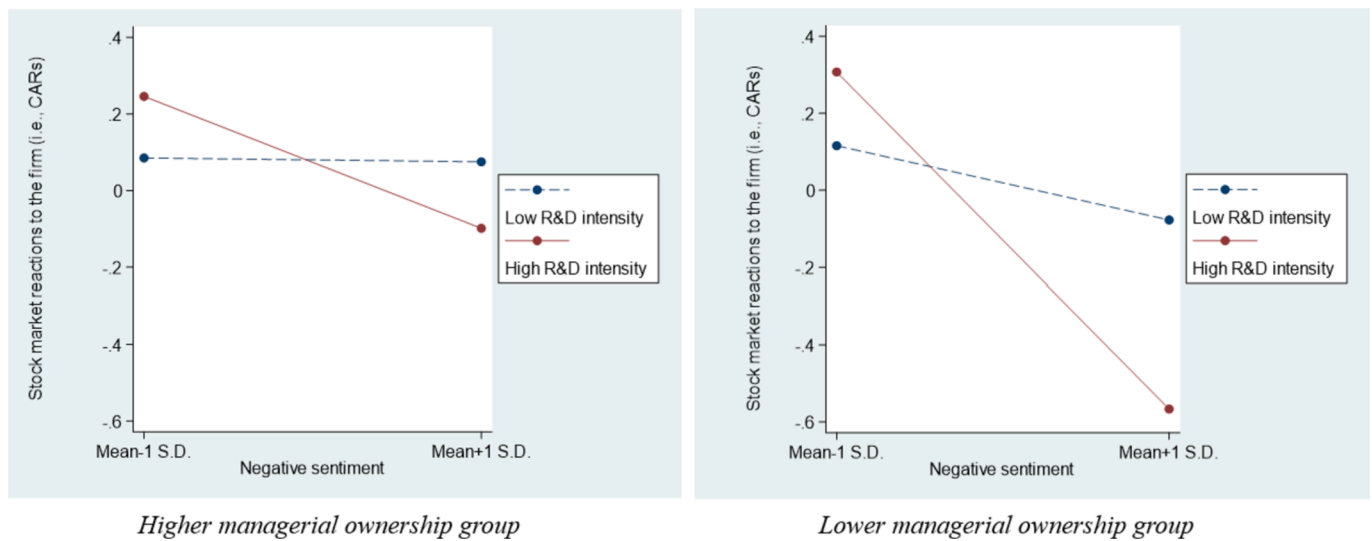 Stock market reactions to the firm (i.e., CARs)
.4
.2
0
-.2
-.4
-.6
Mean-1 S.D.
Mean+1 S.D.
Negative sentiment
Low R&D intensity
High R&D intensity
Higher managerial ownership group
Stock market reactions to the firm (i.e., CARs)
.4
.2
0
-.2
-.4
-.6
Mean-1 S.D.
Mean+1 S.D.
Negative sentiment
Low R&D intensity
High R&D intensity
Lower managerial ownership group